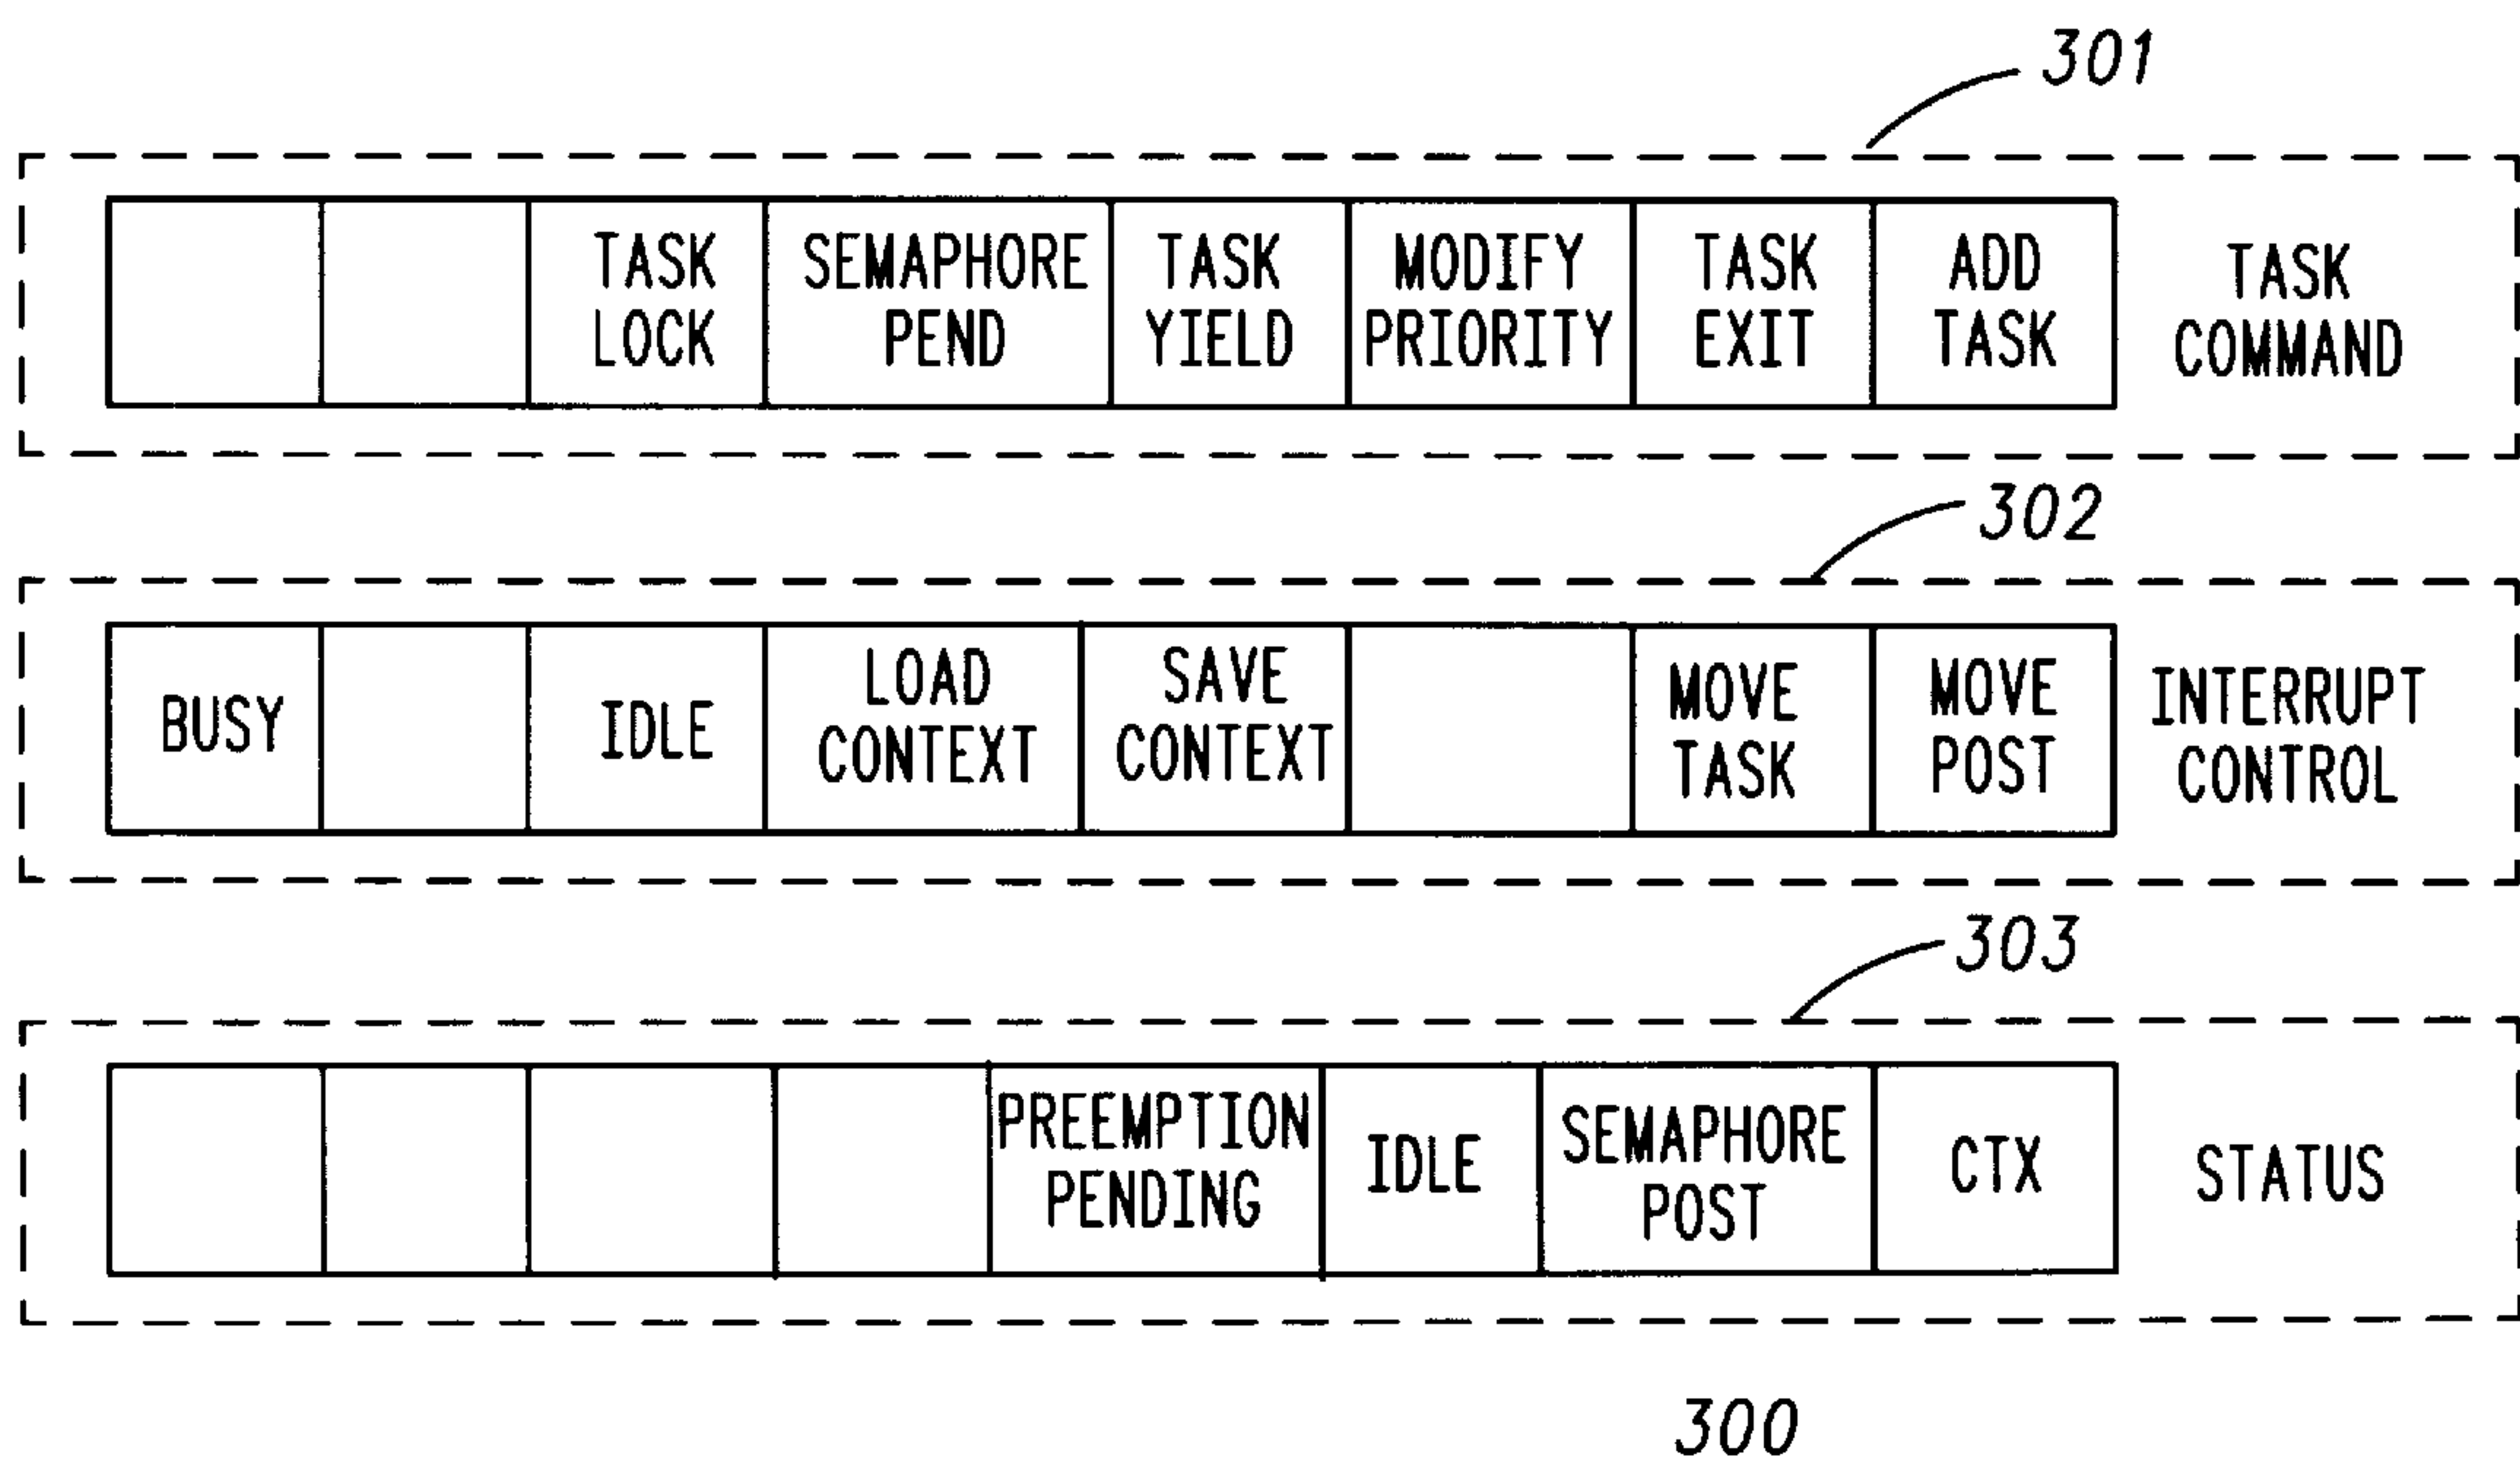 301
TASK
LOCK
SEMAPHORE
PEND
TASK
YIELD
MODIFY
PRIORITY
TASK
EXIT
ADD
TASK
TASK
COMMAND
302
BUSY
IDLE
LOAD
CONTEXT
SAVE
CONTEXT
MOVE
TASK
MOVE
POST
INTERRUPT
CONTROL
303
PREEMPTION
PENDING
IDLE
SEMAPHORE
POST
CTX
STATUS
300